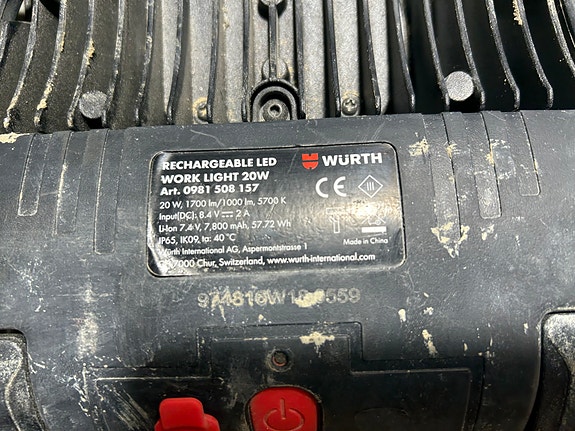 RECHARGEABLE LED
WORK LIGHT 20W
Art. 0981 508 157
WÜRTH
CE
20 W, 1700 lm/1000 lm, 5700 K
Input(DC): 8.4 V ⎓ 2 A
Li-Ion 7.4 V, 7,800 mAh, 57.72 Wh
IP65, IK09, ta: 40 °C
Made in China
Würth International AG, Aspermontstrasse 1
CH-7000 Chur, Switzerland, www.wurth-international.com